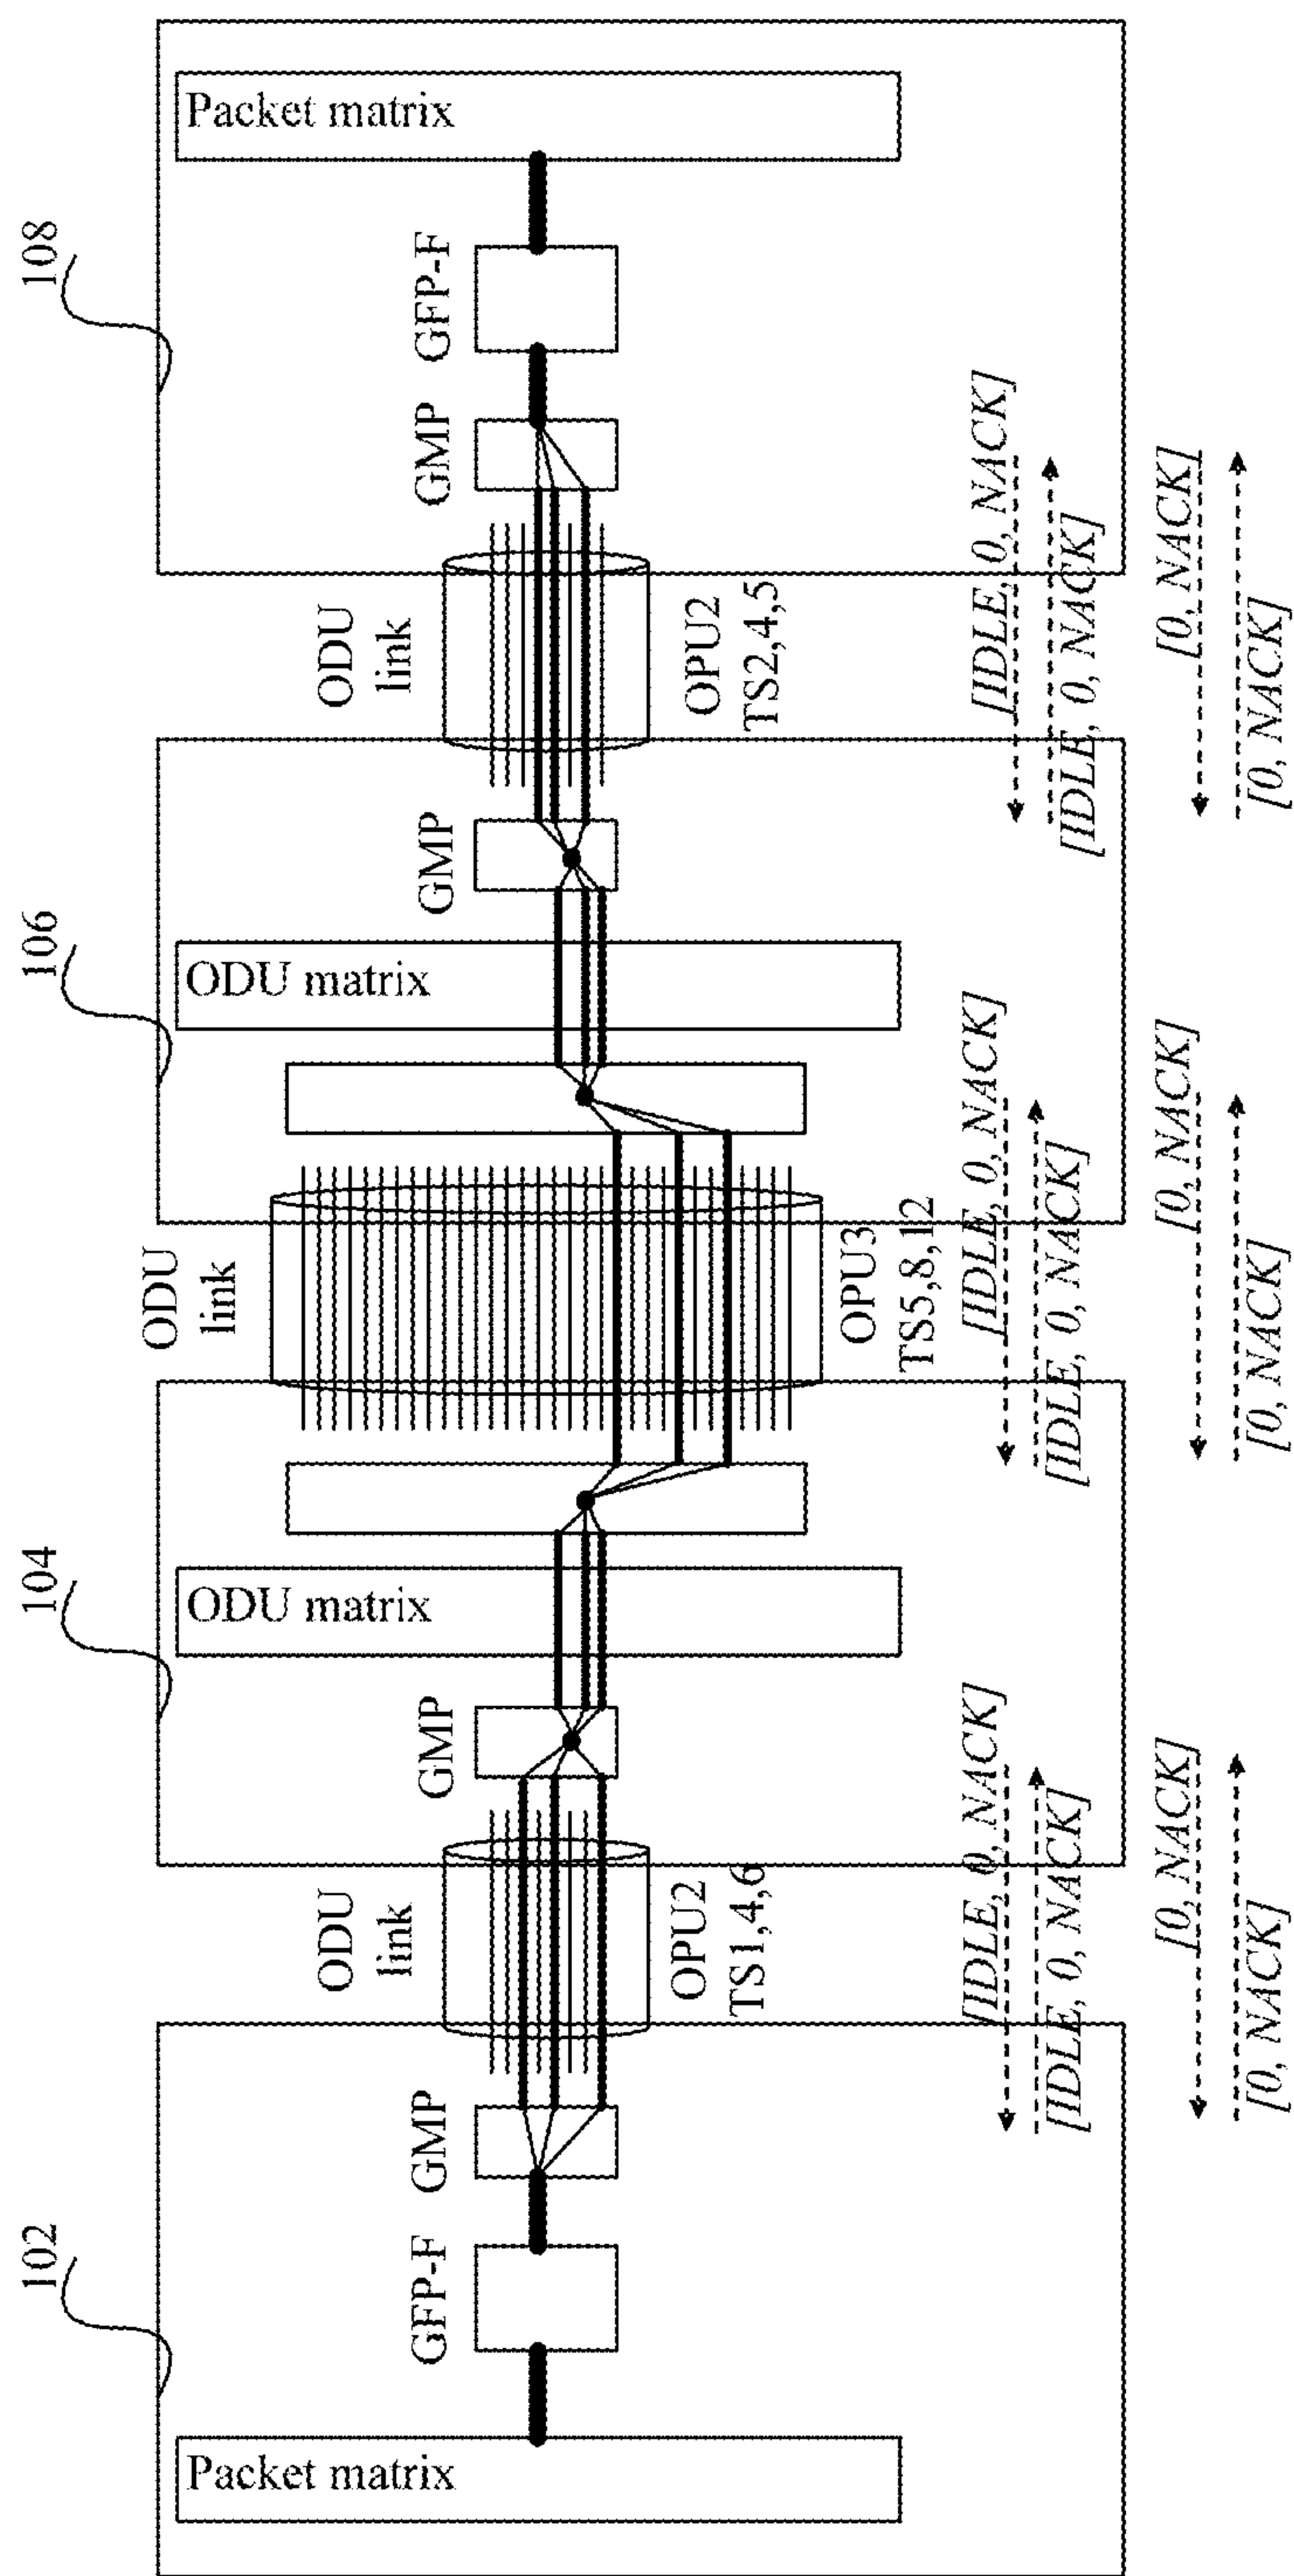 102
104
106
108
Packet matrix
GFP-F
GMP
ODU
link
OPU2
TS1,4,6
GMP
ODU matrix
ODU
link
OPU3
TS5,8,12
ODU matrix
GMP
ODU
link
OPU2
TS2,4,5
GMP
GFP-F
Packet matrix
[IDLE, 0, NACK]
[IDLE, 0, NACK]
[0, NACK]
[0, NACK]
[IDLE, 0, NACK]
[IDLE, 0, NACK]
[0, NACK]
[0, NACK]
[IDLE, 0, NACK]
[IDLE, 0, NACK]
[0, NACK]
[0, NACK]